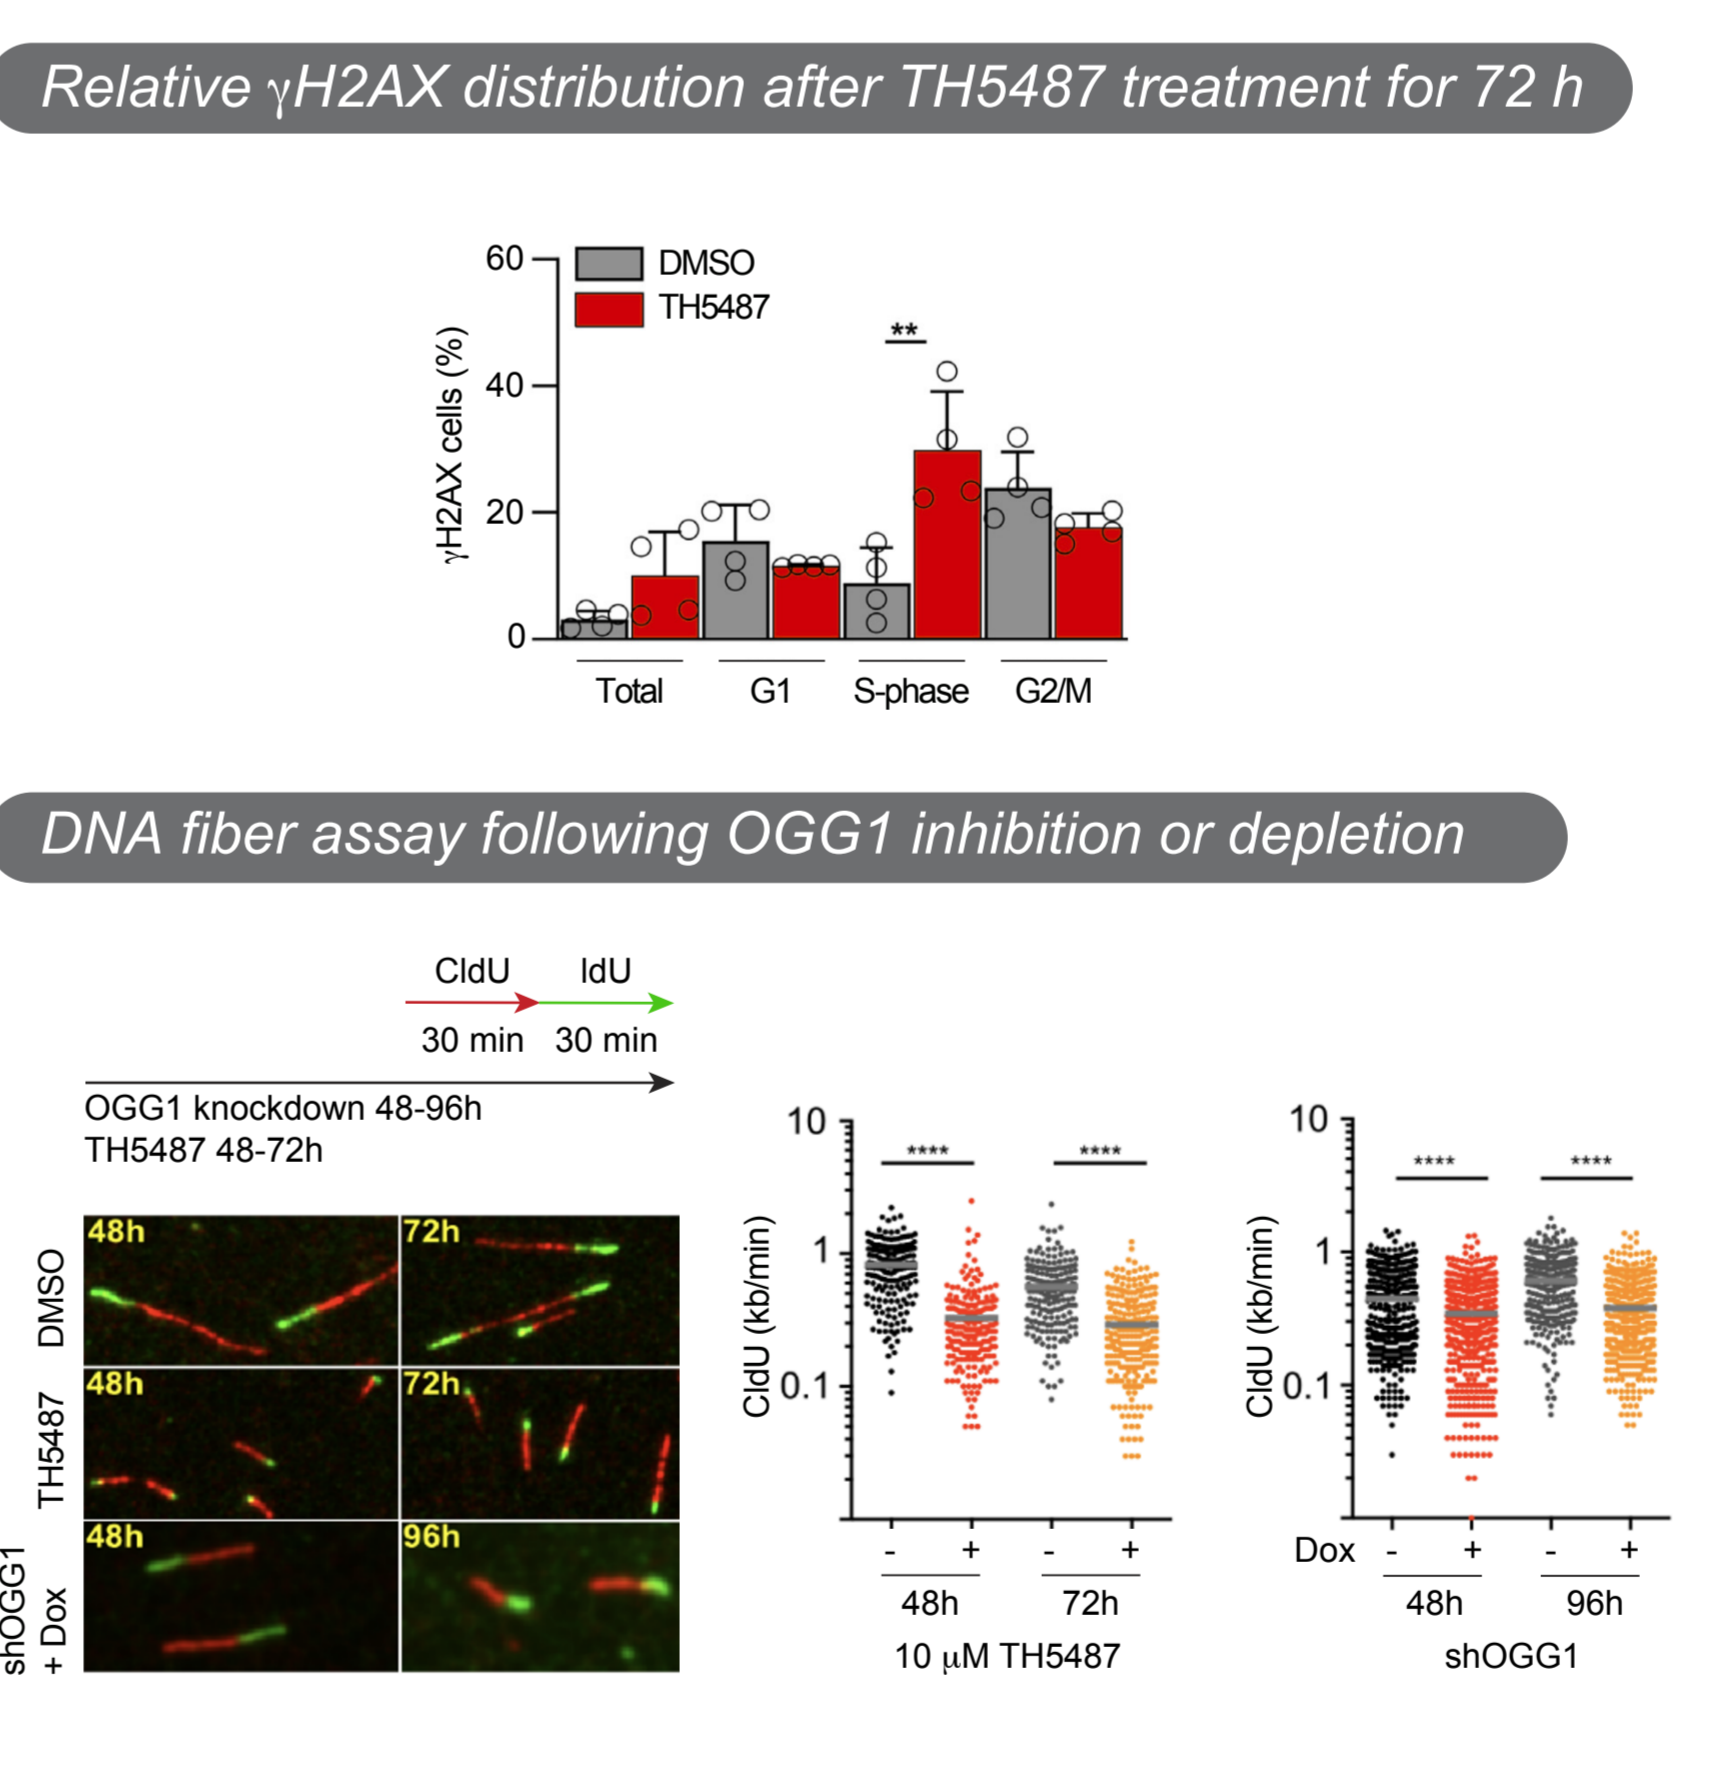 Relative γH2AX distribution after TH5487 treatment for 72 h
60
DMSO
TH5487
**
40
20
0
γH2AX cells (%)
Total G1 S-phase G2/M
DNA fiber assay following OGG1 inhibition or depletion
CldU IdU
30 min 30 min
OGG1 knockdown 48-96h
TH5487 48-72h
DMSO
48h
72h
TH5487
48h
72h
shOGG1
+ Dox
48h
96h
CldU (kb/min)
10
1
0.1
****
****
- + - +
48h 72h
10 µM TH5487
CldU (kb/min)
10
1
0.1
****
****
Dox - + - +
48h 96h
shOGG1